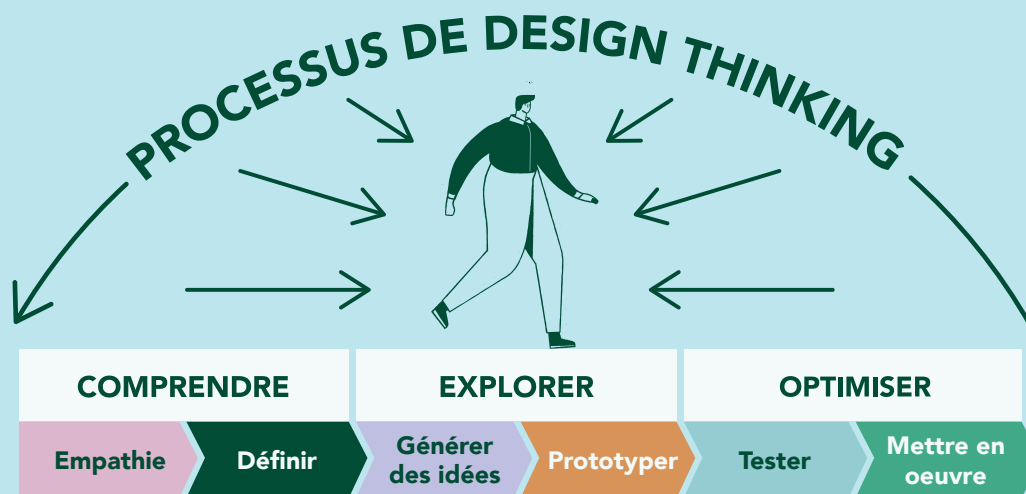 PROCESSUS DE DESIGN THINKING
COMPRENDRE
EXPLORER
OPTIMISER
Empathie
Définir
Générer
des idées
Prototyper
Tester
Mettre en
oeuvre